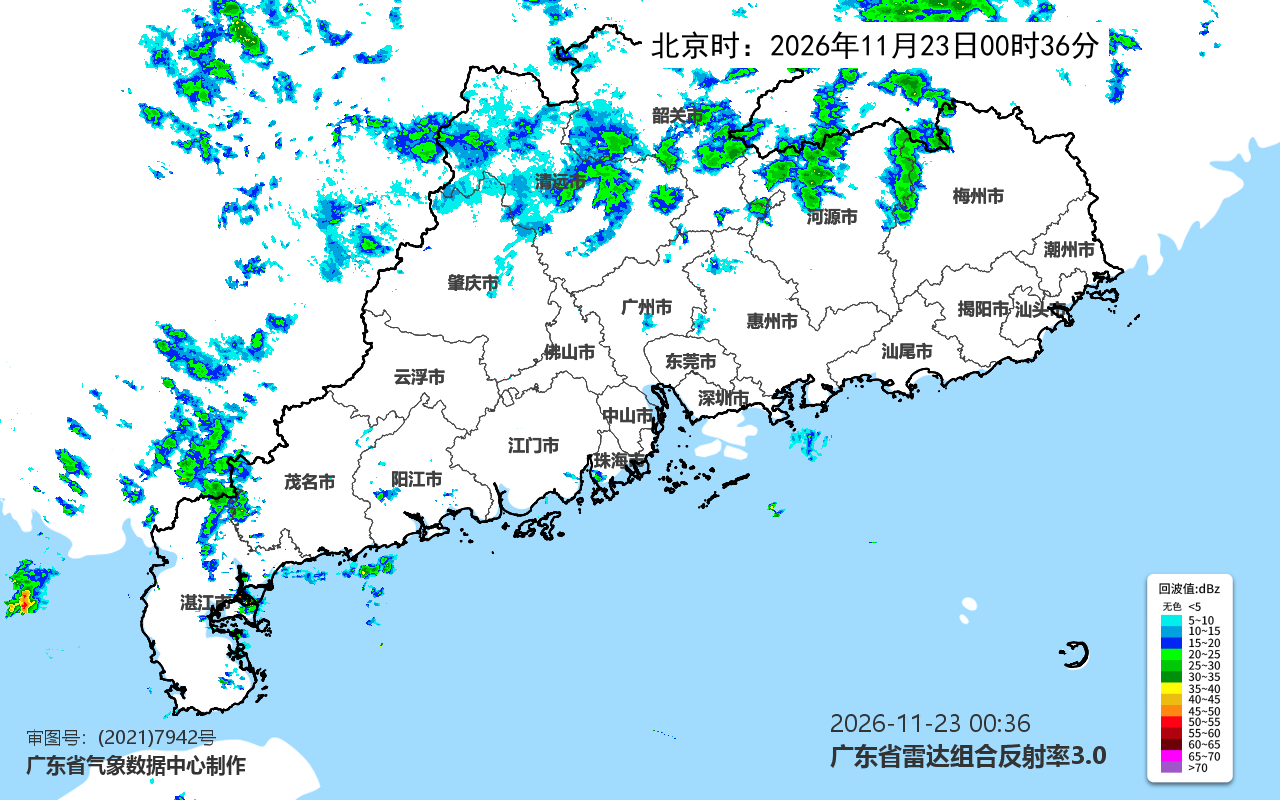 北京时：2026年11月23日00时36分
韶关市
清远市
梅州市
河源市
潮州市
肇庆市
广州市
惠州市
揭阳市
汕头市
佛山市
东莞市
汕尾市
云浮市
深圳市
中山市
江门市
珠海市
茂名市
阳江市
湛江市
回波值:dBz
无色 <5
5~10
10~15
15~20
20~25
25~30
30~35
35~40
40~45
45~50
50~55
55~60
60~65
65~70
>70
2026-11-23 00:36
广东省雷达组合反射率3.0
审图号：(2021)7942号
广东省气象数据中心制作